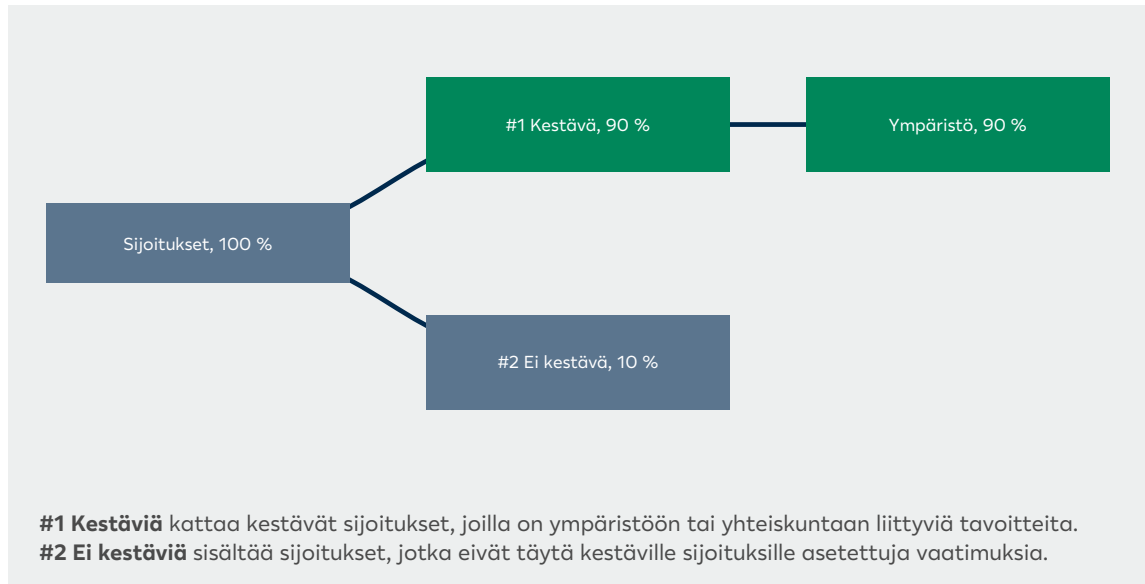 #1 Kestävä, 90 %
Ympäristö, 90 %
Sijoitukset, 100 %
#2 Ei kestävä, 10 %
#1 Kestäviä kattaa kestävät sijoitukset, joilla on ympäristöön tai yhteiskuntaan liittyviä tavoitteita.
#2 Ei kestäviä sisältää sijoitukset, jotka eivät täytä kestäville sijoituksille asetettuja vaatimuksia.